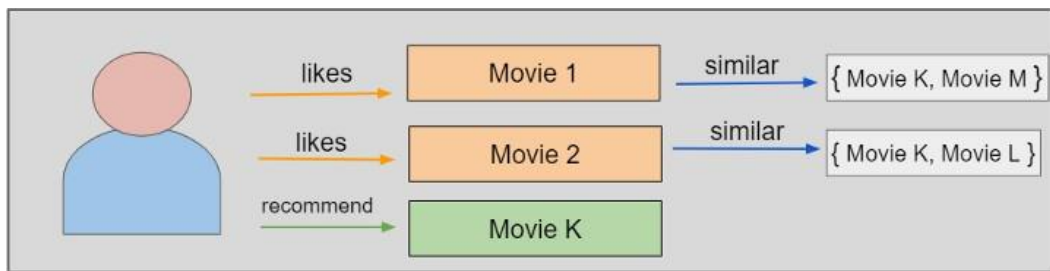 likes
Movie 1
similar
{ Movie K, Movie M }
likes
Movie 2
similar
{ Movie K, Movie L }
recommend
Movie K